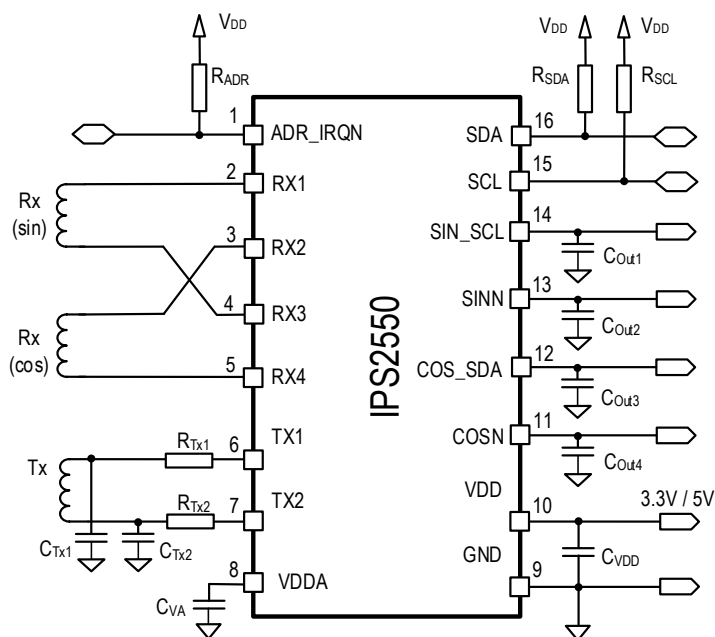 VDD
VDD
VDD
RADR
RSDA
RSCL
1
ADR_IRQN
SDA
16
2
RX1
SCL
15
Rx
(sin)
3
RX2
SIN_SCL
14
COut1
4
RX3
SINN
13
COut2
Rx
(cos)
5
RX4
COS_SDA
12
COut3
IPS2550
TX1
COSN
11
COut4
Tx
RTx1
6
VDD
RTx2
7
TX2
10
3.3V / 5V
CTx1
CTx2
CVDD
GND
9
8
VDDA
CVA